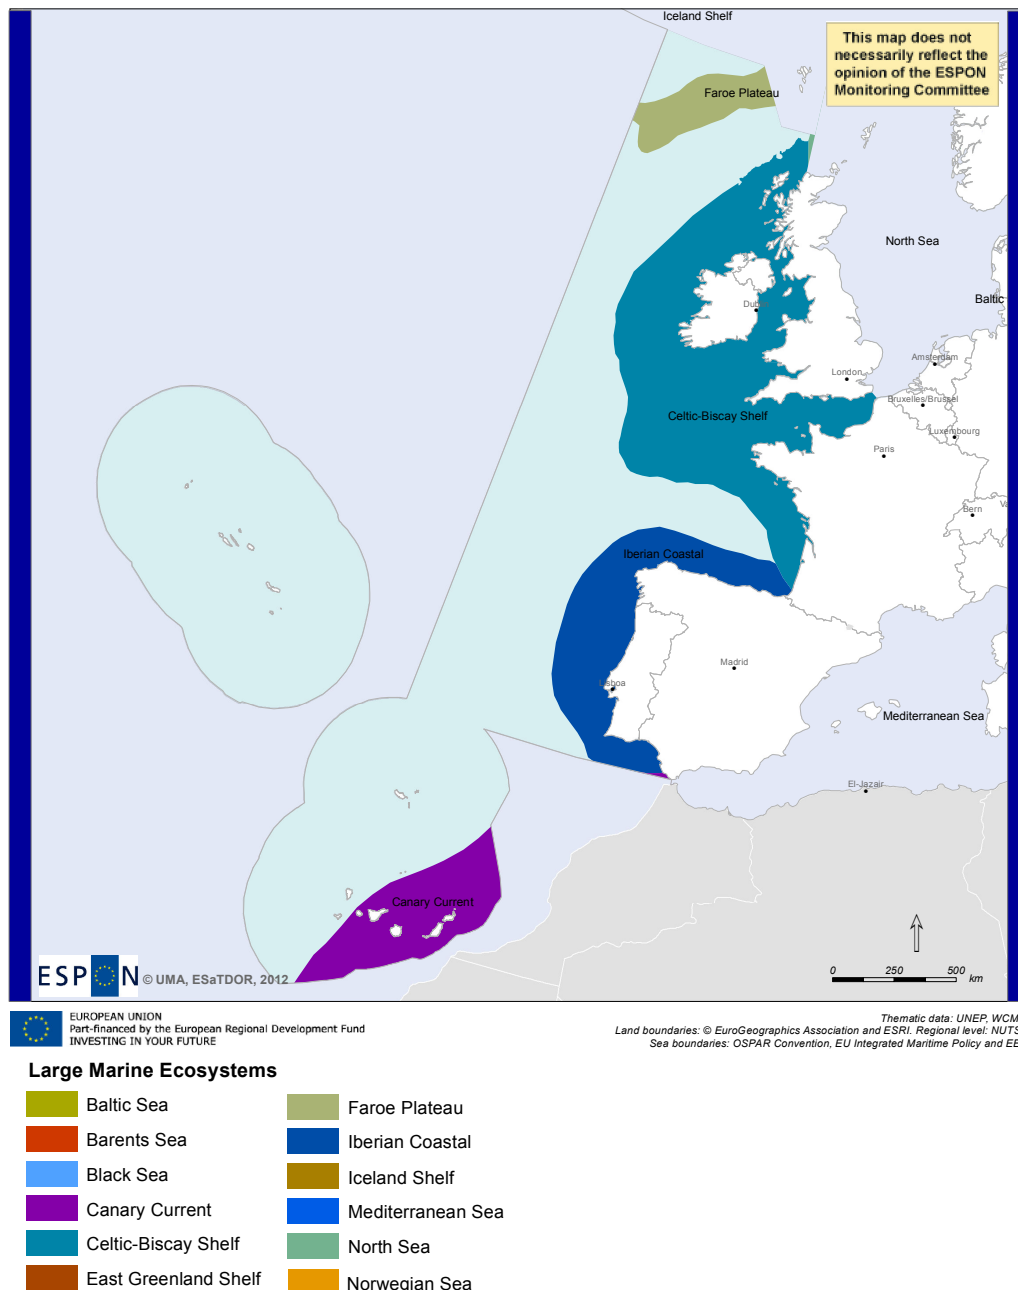 Iceland Shelf
This map does not
necessarily reflect the
opinion of the ESPON
Monitoring Committee
Faroe Plateau
North Sea
Baltic
Dublin
Amsterdam
London
Bruxelles/Brussel
Celtic-Biscay Shelf
Luxembourg
Paris
Bern
Va
Iberian Coastal
Madrid
Lisboa
Mediterranean Sea
El-Jazair
Canary Current
ESPON © UMA, ESaTDOR, 2012
0 250 500
km
EUROPEAN UNION
Part-financed by the European Regional Development Fund
INVESTING IN YOUR FUTURE
Thematic data: UNEP, WCM
Land boundaries: © EuroGeographics Association and ESRI. Regional level: NUTS
Sea boundaries: OSPAR Convention, EU Integrated Maritime Policy and EE
Large Marine Ecosystems
Baltic Sea
Barents Sea
Black Sea
Canary Current
Celtic-Biscay Shelf
East Greenland Shelf
Faroe Plateau
Iberian Coastal
Iceland Shelf
Mediterranean Sea
North Sea
Norwegian Sea